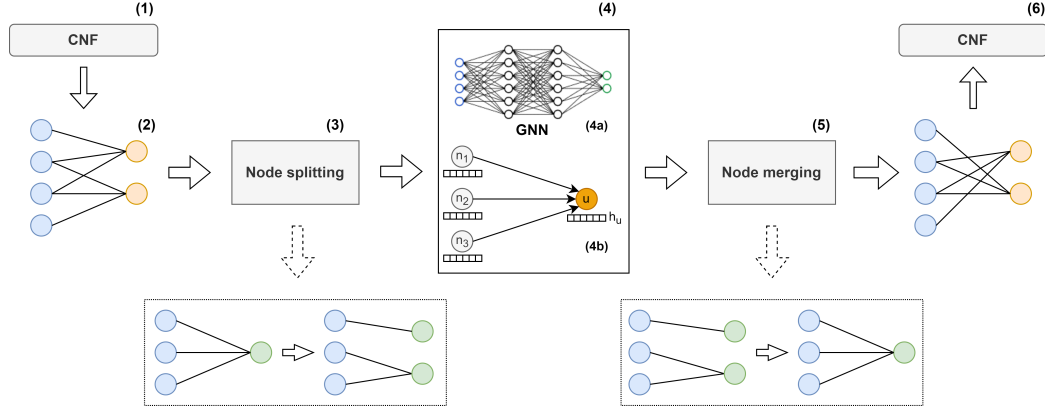 (1)
CNF
(2)
(3)
Node splitting
(4)
GNN
(4a)
n1
n2
n3
u
hu
(4b)
(5)
Node merging
(6)
CNF